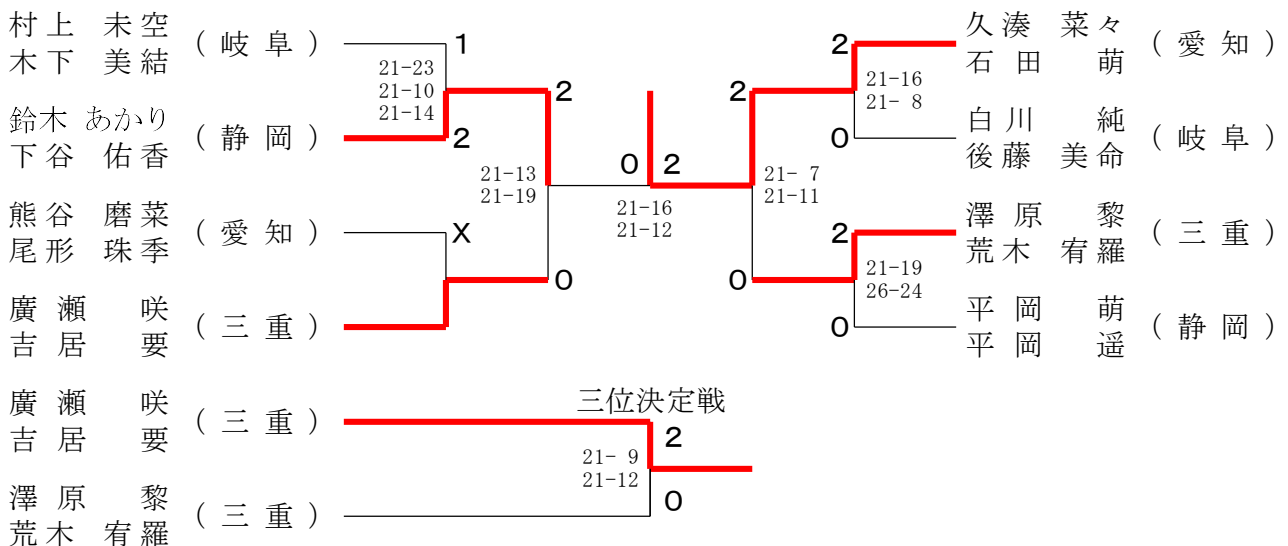 村上 未空
木下 美結
( 岐 阜 )
1
21-23
21-10
21-14
鈴木 あかり
下谷 佑香
( 静 岡 )
2
2
21-13
21-19
熊谷 磨菜
尾形 珠季
( 愛 知 )
X
0
廣瀬 咲
吉居 要
( 三 重 )
0 2
21-16
21-12
久湊 菜々
石田 萌
( 愛 知 )
2
21-16
21- 8
2
白川 純
後藤 美命
( 岐 阜 )
0
21- 7
21-11
澤原 黎
荒木 宥羅
( 三 重 )
2
21-19
26-24
0
平岡 萌
平岡 遥
( 静 岡 )
0
三位決定戦
廣瀬 咲
吉居 要
( 三 重 )
2
21- 9
21-12
0
澤原 黎
荒木 宥羅
( 三 重 )